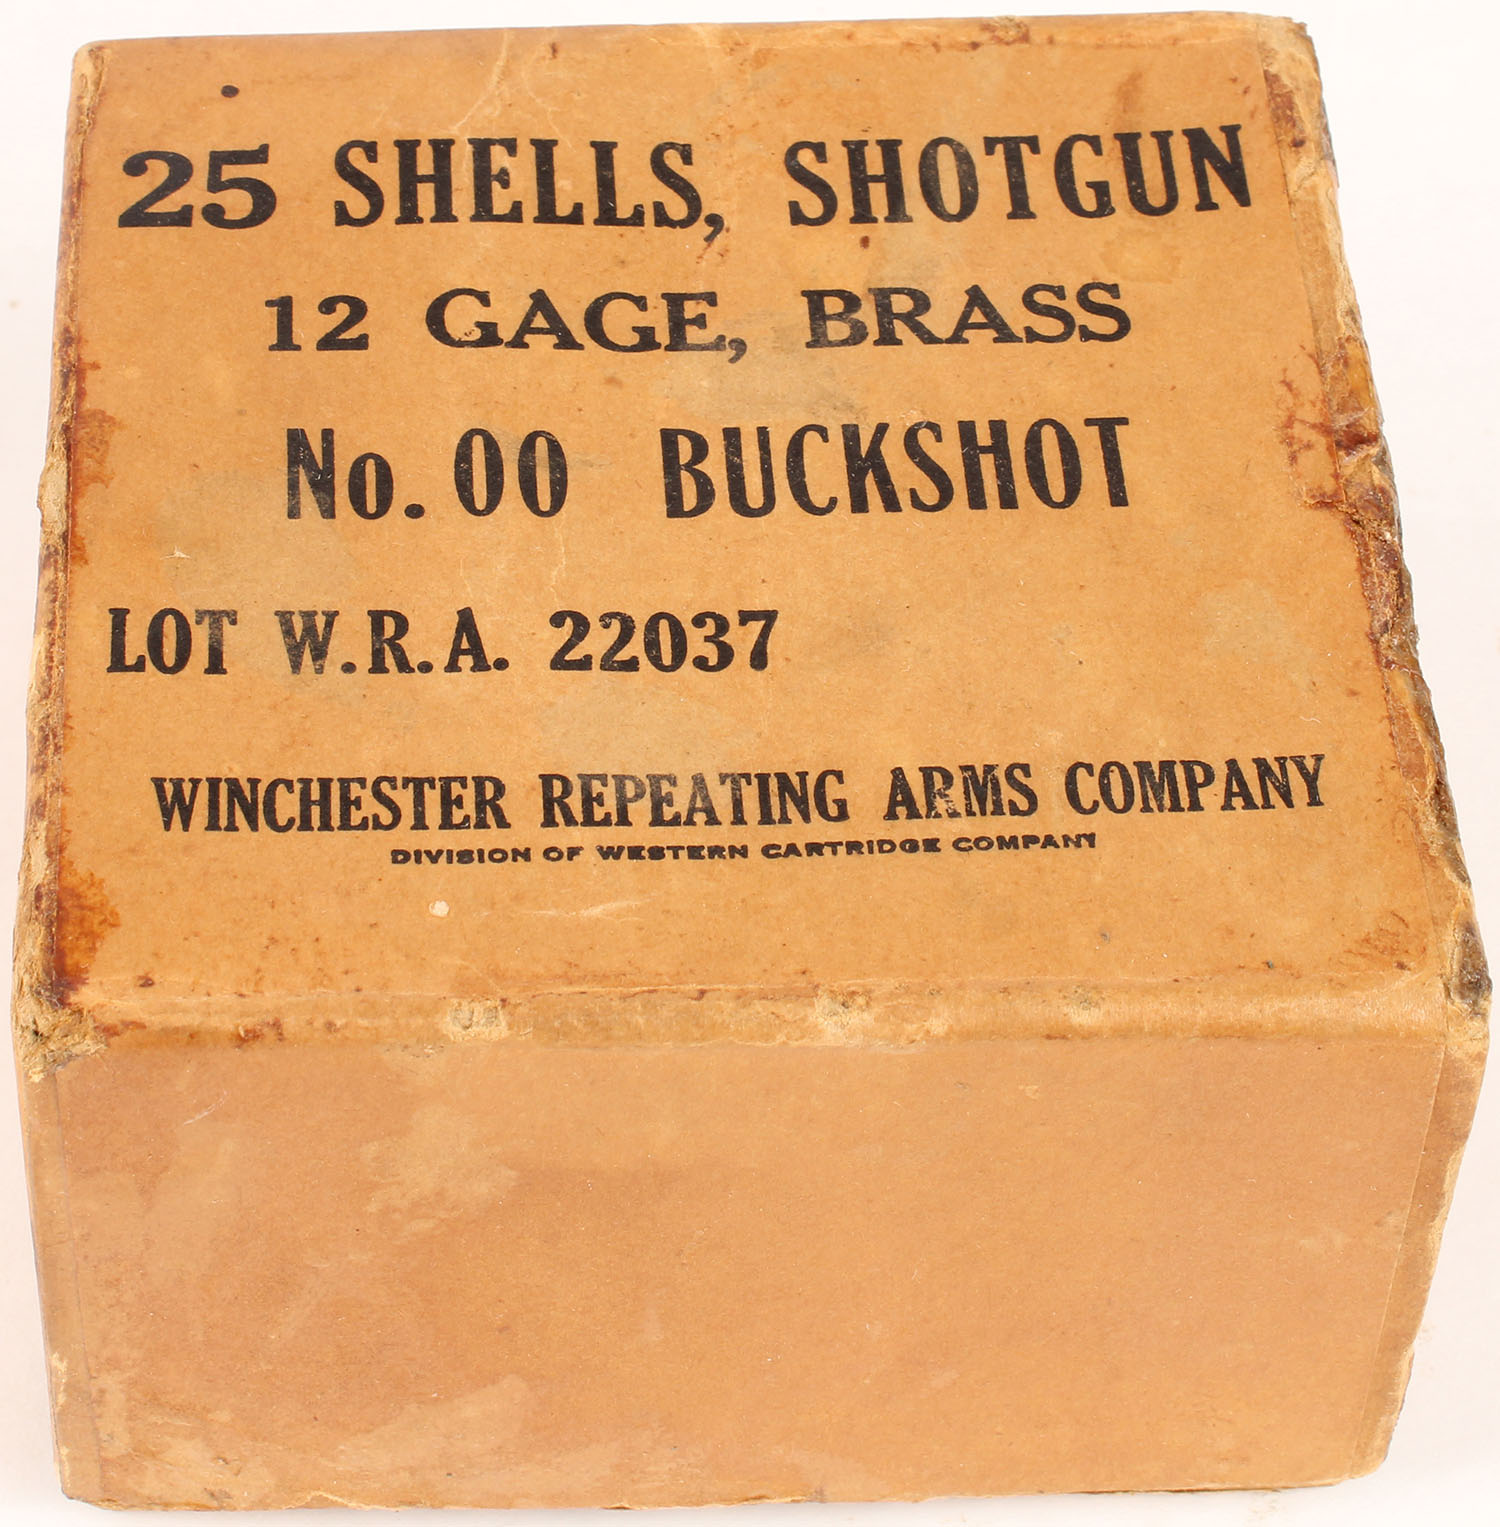 25 SHELLS, SHOTGUN
12 GAGE, BRASS
No. 00 BUCKSHOT
LOT W.R.A. 22037
WINCHESTER REPEATING ARMS COMPANY
DIVISION OF WESTERN CARTRIDGE COMPANY